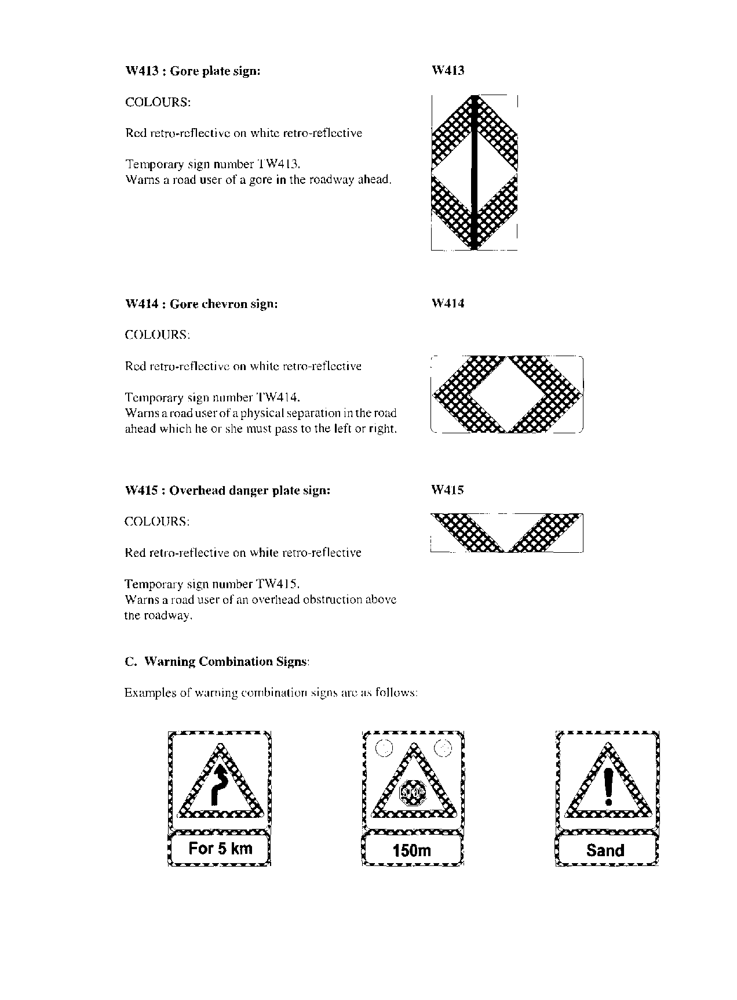 W413 : Gore plate sign:
W413
COLOURS:
Red retro-reflective on white retro-reflective
Temporary sign number TW413.
Warns a road user of a gore in the roadway ahead.
W414 : Gore chevron sign:
W414
COLOURS:
Red retro-reflective on white retro-reflective
Temporary sign number TW414.
Warns a road user of a physical separation in the road
ahead which he or she must pass to the left or right.
W415 : Overhead danger plate sign:
W415
COLOURS:
Red retro-reflective on white retro-reflective
Temporary sign number TW415.
Warns a road user of an overhead obstruction above
the roadway.
C. Warning Combination Signs:
Examples of warning combination signs are as follows:
STOP
!
For 5 km
150m
Sand